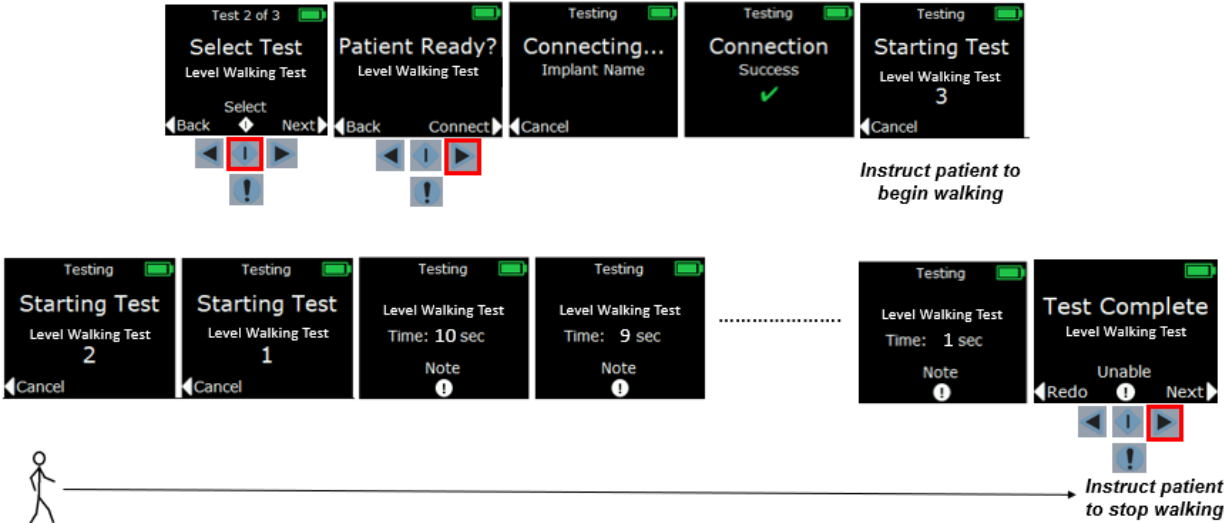 Test 2 of 3
Select Test
Level Walking Test
Select
Back
Next
Patient Ready?
Level Walking Test
Back
Connect
Testing
Connecting...
Implant Name
Cancel
Testing
Connection
Success
Testing
Starting Test
Level Walking Test
3
Cancel
Instruct patient to
begin walking
Testing
Starting Test
Level Walking Test
2
Cancel
Testing
Starting Test
Level Walking Test
1
Cancel
Testing
Level Walking Test
Time: 10 sec
Note
!
Testing
Level Walking Test
Time: 9 sec
Note
!
.....................
Testing
Level Walking Test
Time: 1 sec
Note
!
Test Complete
Level Walking Test
Unable
Redo ! Next
Instruct patient
to stop walking